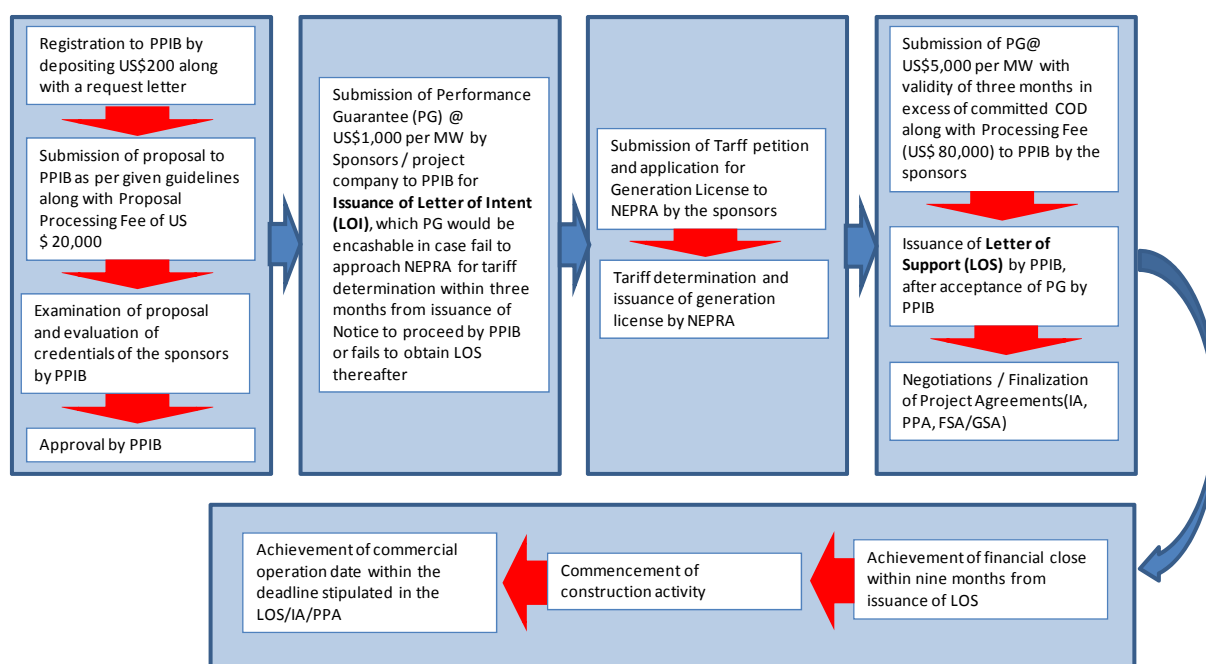 Registration to PPIB by
depositing US$200 along
with a request letter
Submission of proposal to
PPIB as per given guidelines
along with Proposal
Processing Fee of US
$ 20,000
Examination of proposal
and evaluation of
credentials of the sponsors
by PPIB
Approval by PPIB
Submission of Performance
Guarantee (PG) @
US$1,000 per MW by
Sponsors / project
company to PPIB for
Issuance of Letter of Intent
(LOI), which PG would be
encashable in case fail to
approach NEPRA for tariff
determination within three
months from issuance of
Notice to proceed by PPIB
or fails to obtain LOS
thereafter
Submission of Tarff petition
and application for
Generation License to
NEPRA by the sponsors
Tariff determination and
issuance of generation
license by NEPRA
Submission of PG@
US$5,000 per MW with
validity of three months in
excess of committed COD
along with Processing Fee
(US$ 80,000) to PPIB by the
sponsors
Issuance of Letter of
Support (LOS) by PPIB,
after acceptance of PG by
PPIB
Negotiations / Finalization
of Project Agreements(IA,
PPA, FSA/GSA)
Achievement of financial close
within nine months from
issuance of LOS
Commencement of
construction activity
Achievement of commercial
operation date within the
deadline stipulated in the
LOS/IA/PPA